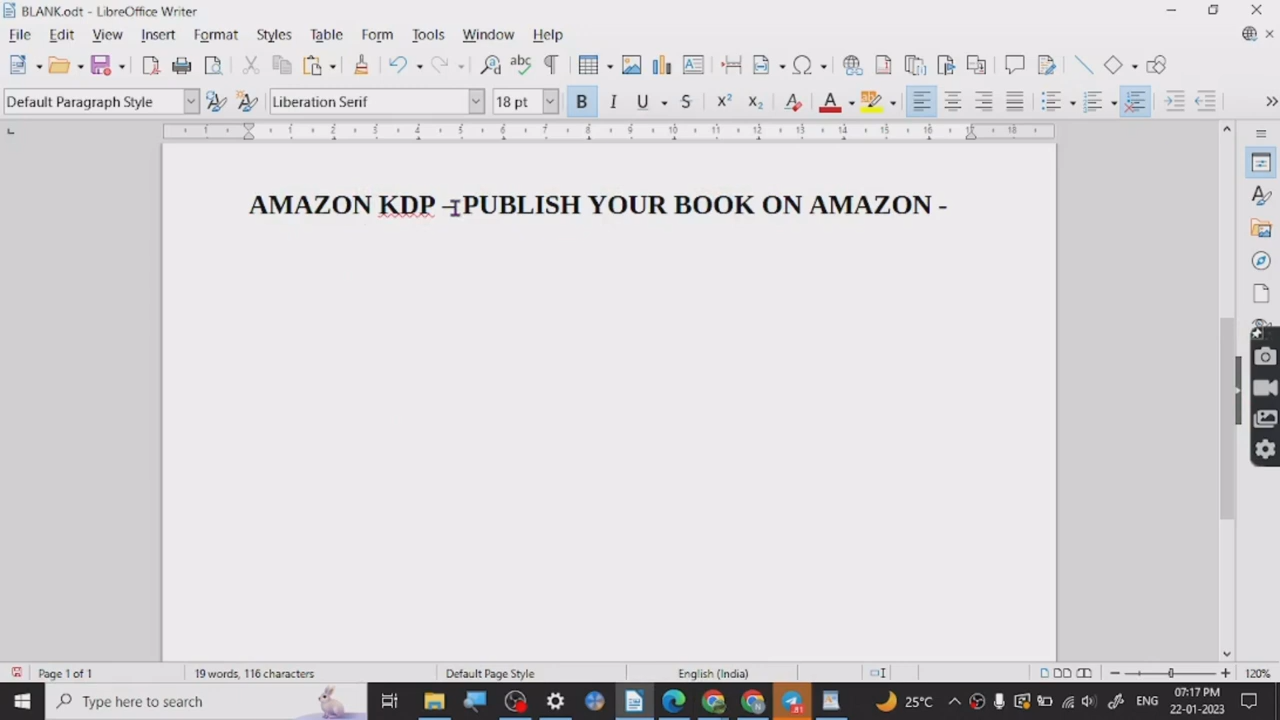 BLANK.odt - LibreOffice Writer
File Edit View Insert Format Styles Table Form Tools Window Help
Default Paragraph Style Liberation Serif 18pt
AMAZON KDP – PUBLISH YOUR BOOK ON AMAZON -
Page 1 of 1 19 words, 116 characters Default Page Style English (India) 120%
Type here to search 25°C ENG 07:17 PM
22-01-2023